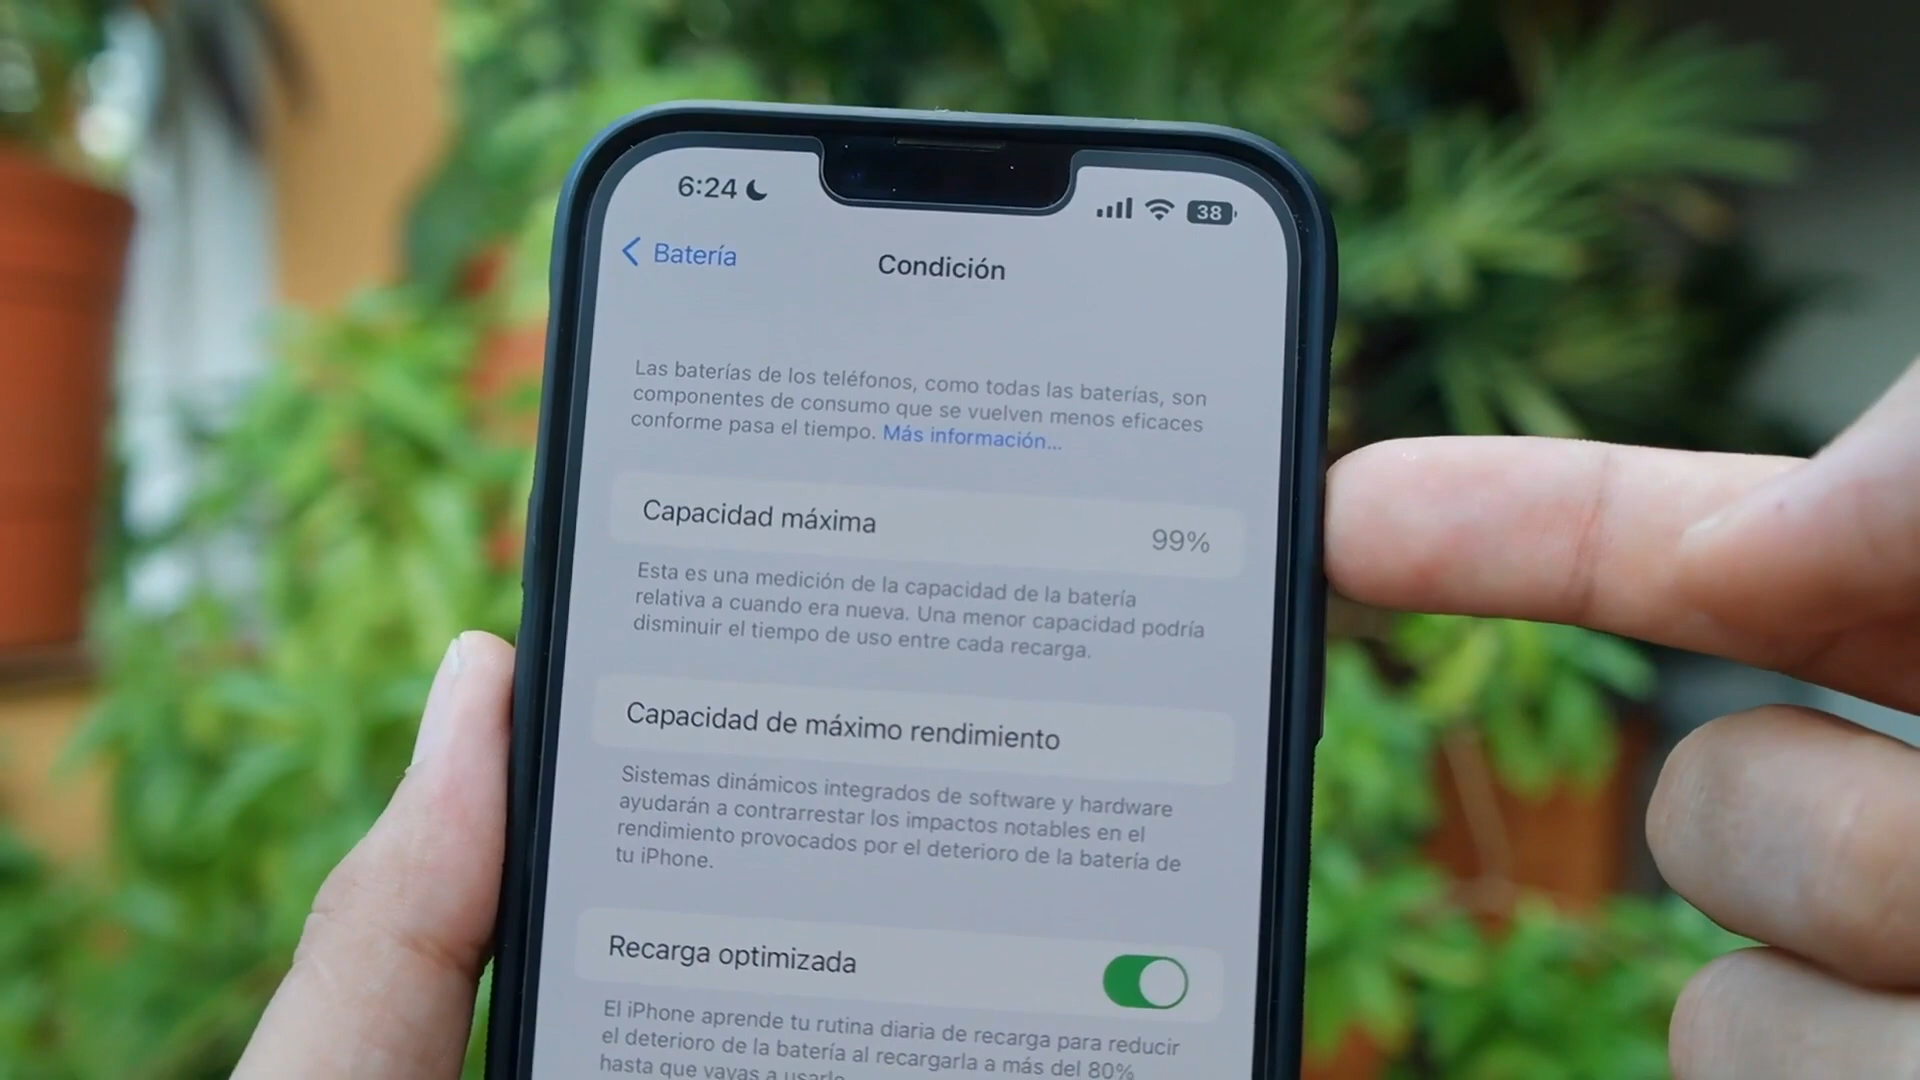 6:24
38
Batería
Condición
Las baterías de los teléfonos, como todas las baterías, son
componentes de consumo que se vuelven menos eficaces
conforme pasa el tiempo. Más información...
Capacidad máxima 99%
Esta es una medición de la capacidad de la batería
relativa a cuando era nueva. Una menor capacidad podría
disminuir el tiempo de uso entre cada recarga.
Capacidad de máximo rendimiento
Sistemas dinámicos integrados de software y hardware
ayudarán a contrarrestar los impactos notables en el
rendimiento provocados por el deterioro de la batería de
tu iPhone.
Recarga optimizada
El iPhone aprende tu rutina diaria de recarga para reducir
el deterioro de la batería al recargarla a más del 80%
hasta que vayas a usarlo